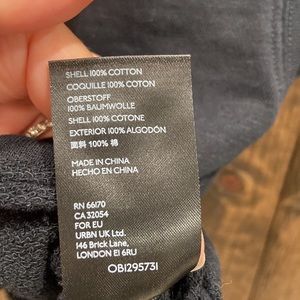 SHELL 100% COTTON
COQUILLE 100% COTON
OBERSTOFF
100% BAUMWOLLE
SHELL 100% COTONE
EXTERIOR 100% ALGODÓN
面料 100% 棉
MADE IN CHINA
HECHO EN CHINA
RN 66170
CA 32054
FOR EU
URBN UK Ltd.
146 Brick Lane,
LONDON E1 6RU
OB1295731